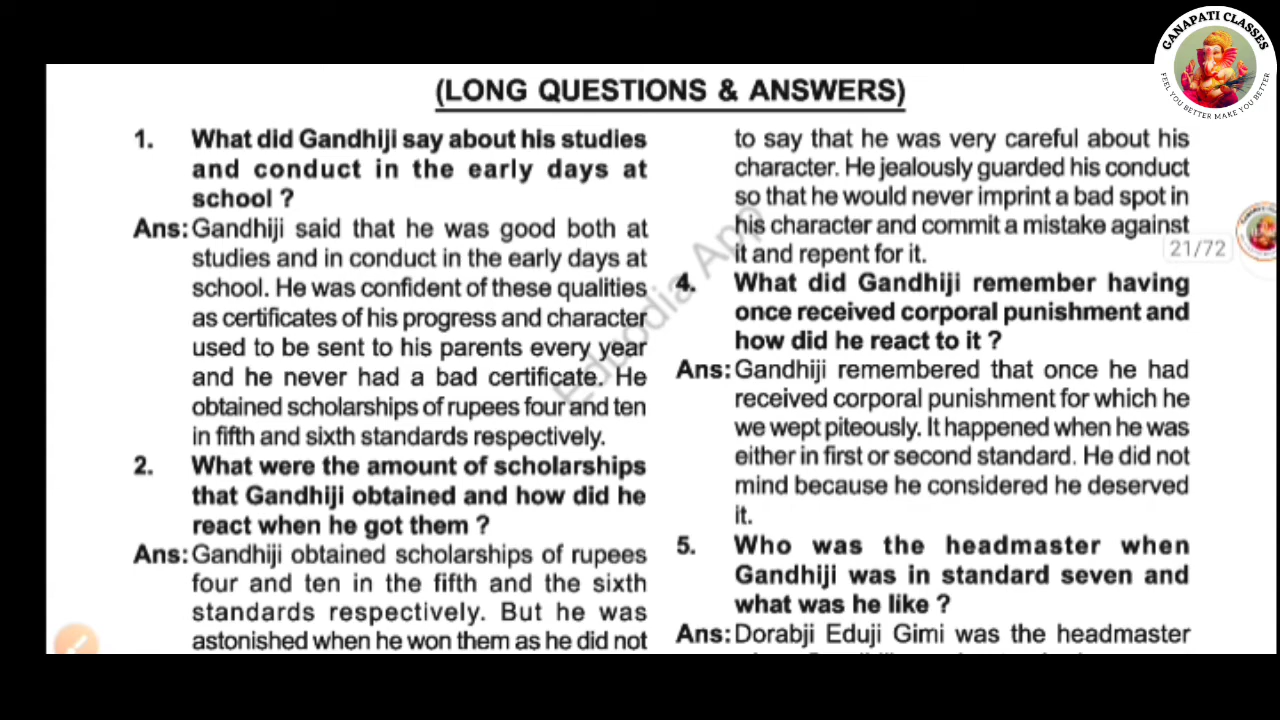 GANAPATI CLASSES
FEEL YOU BETTER MAKE YOU BETTER
(LONG QUESTIONS & ANSWERS)
1. What did Gandhiji say about his studies
and conduct in the early days at
school ?
Ans: Gandhiji said that he was good both at
studies and in conduct in the early days at
school. He was confident of these qualities
as certificates of his progress and character
used to be sent to his parents every year
and he never had a bad certificate. He
obtained scholarships of rupees four and ten
in fifth and sixth standards respectively.
2. What were the amount of scholarships
that Gandhiji obtained and how did he
react when he got them ?
Ans: Gandhiji obtained scholarships of rupees
four and ten in the fifth and the sixth
standards respectively. But he was
astonished when he won them as he did not
to say that he was very careful about his
character. He jealously guarded his conduct
so that he would never imprint a bad spot in
his character and commit a mistake against
it and repent for it.
4. What did Gandhiji remember having
once received corporal punishment and
how did he react to it ?
Ans: Gandhiji remembered that once he had
received corporal punishment for which he
we wept piteously. It happened when he was
either in first or second standard. He did not
mind because he considered he deserved
it.
5. Who was the headmaster when
Gandhiji was in standard seven and
what was he like ?
Ans: Dorabji Eduji Gimi was the headmaster
21/72